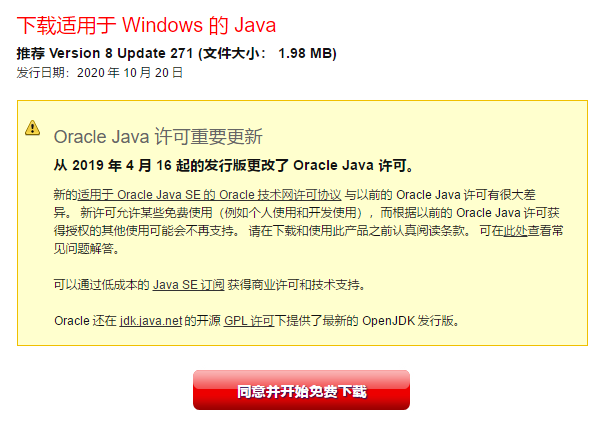 下载适用于 Windows 的 Java
推荐 Version 8 Update 271 (文件大小： 1.98 MB)
发行日期：2020 年 10 月 20 日
Oracle Java 许可重要更新
从 2019 年 4 月 16 起的发行版更改了 Oracle Java 许可。
新的适用于 Oracle Java SE 的 Oracle 技术网许可协议 与以前的 Oracle Java 许可有很大差
异。 新许可允许某些免费使用（例如个人使用和开发使用），而根据以前的 Oracle Java 许可获
得授权的其他使用可能会不再支持。 请在下载和使用此产品之前认真阅读条款。 可在此处查看常
见问题解答。
可以通过低成本的 Java SE 订阅 获得商业许可和技术支持。
Oracle 还在 jdk.java.net 的开源 GPL 许可下提供了最新的 OpenJDK 发行版。
同意并开始免费下载